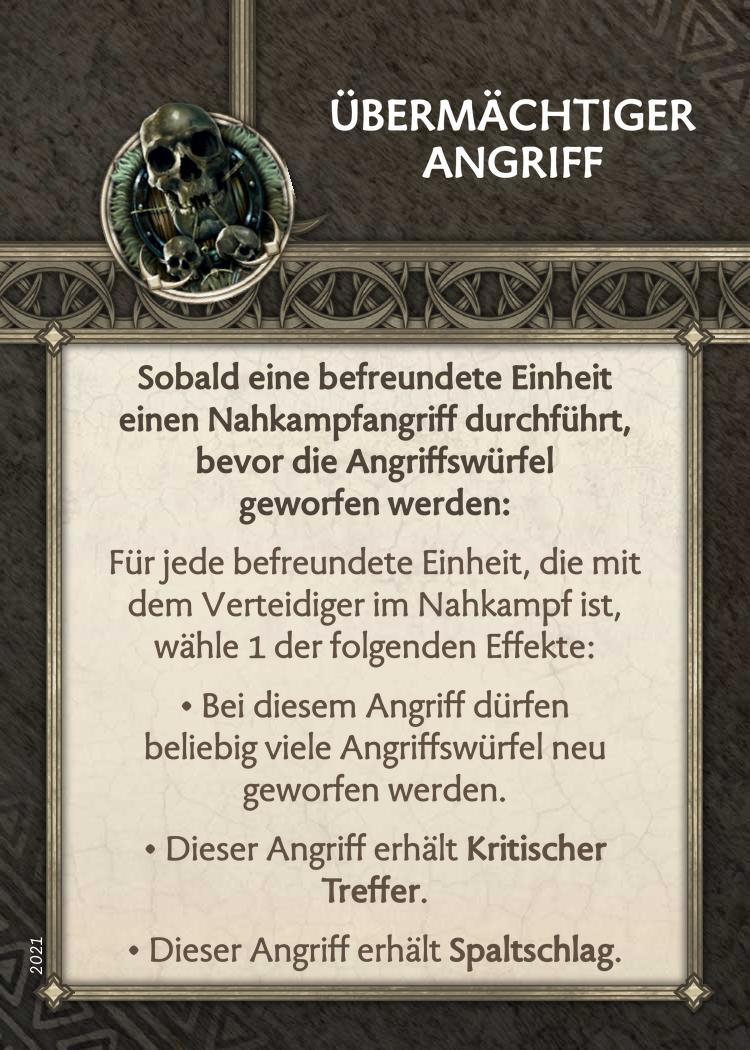 ÜBERMÄCHTIGER
ANGRIFF
Sobald eine befreundete Einheit
einen Nahkampfangriff durchführt,
bevor die Angriffswürfel
geworfen werden:
Für jede befreundete Einheit, die mit
dem Verteidiger im Nahkampf ist,
wähle 1 der folgenden Effekte:
• Bei diesem Angriff dürfen
beliebig viele Angriffswürfel neu
geworfen werden.
• Dieser Angriff erhält Kritischer
Treffer.
• Dieser Angriff erhält Spaltschlag.
2021